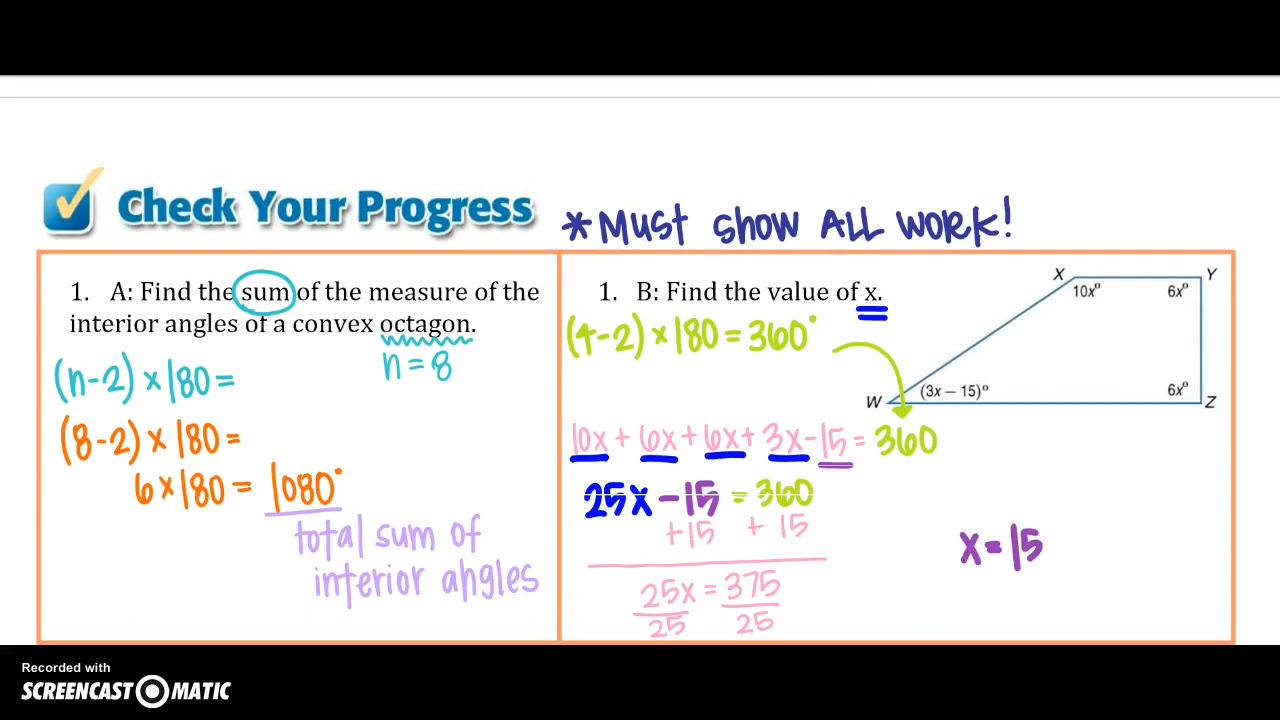 Check Your Progress
*Must show ALL work!
1. A: Find the sum of the measure of the
interior angles of a convex octagon.
n = 8
(n-2) × 180 =
(8-2) × 180 =
6 × 180 = 1080°
total sum of
interior angles
1. B: Find the value of x.
(4-2) × 180 = 360°
X
Y
10xº
6xº
(3x – 15)º
6xº
W
Z
10x + 6x + 6x + 3x - 15 = 360
25x - 15 = 360
+15 + 15
25x = 375
25 25
x = 15
Recorded with
SCREENCAST MATIC